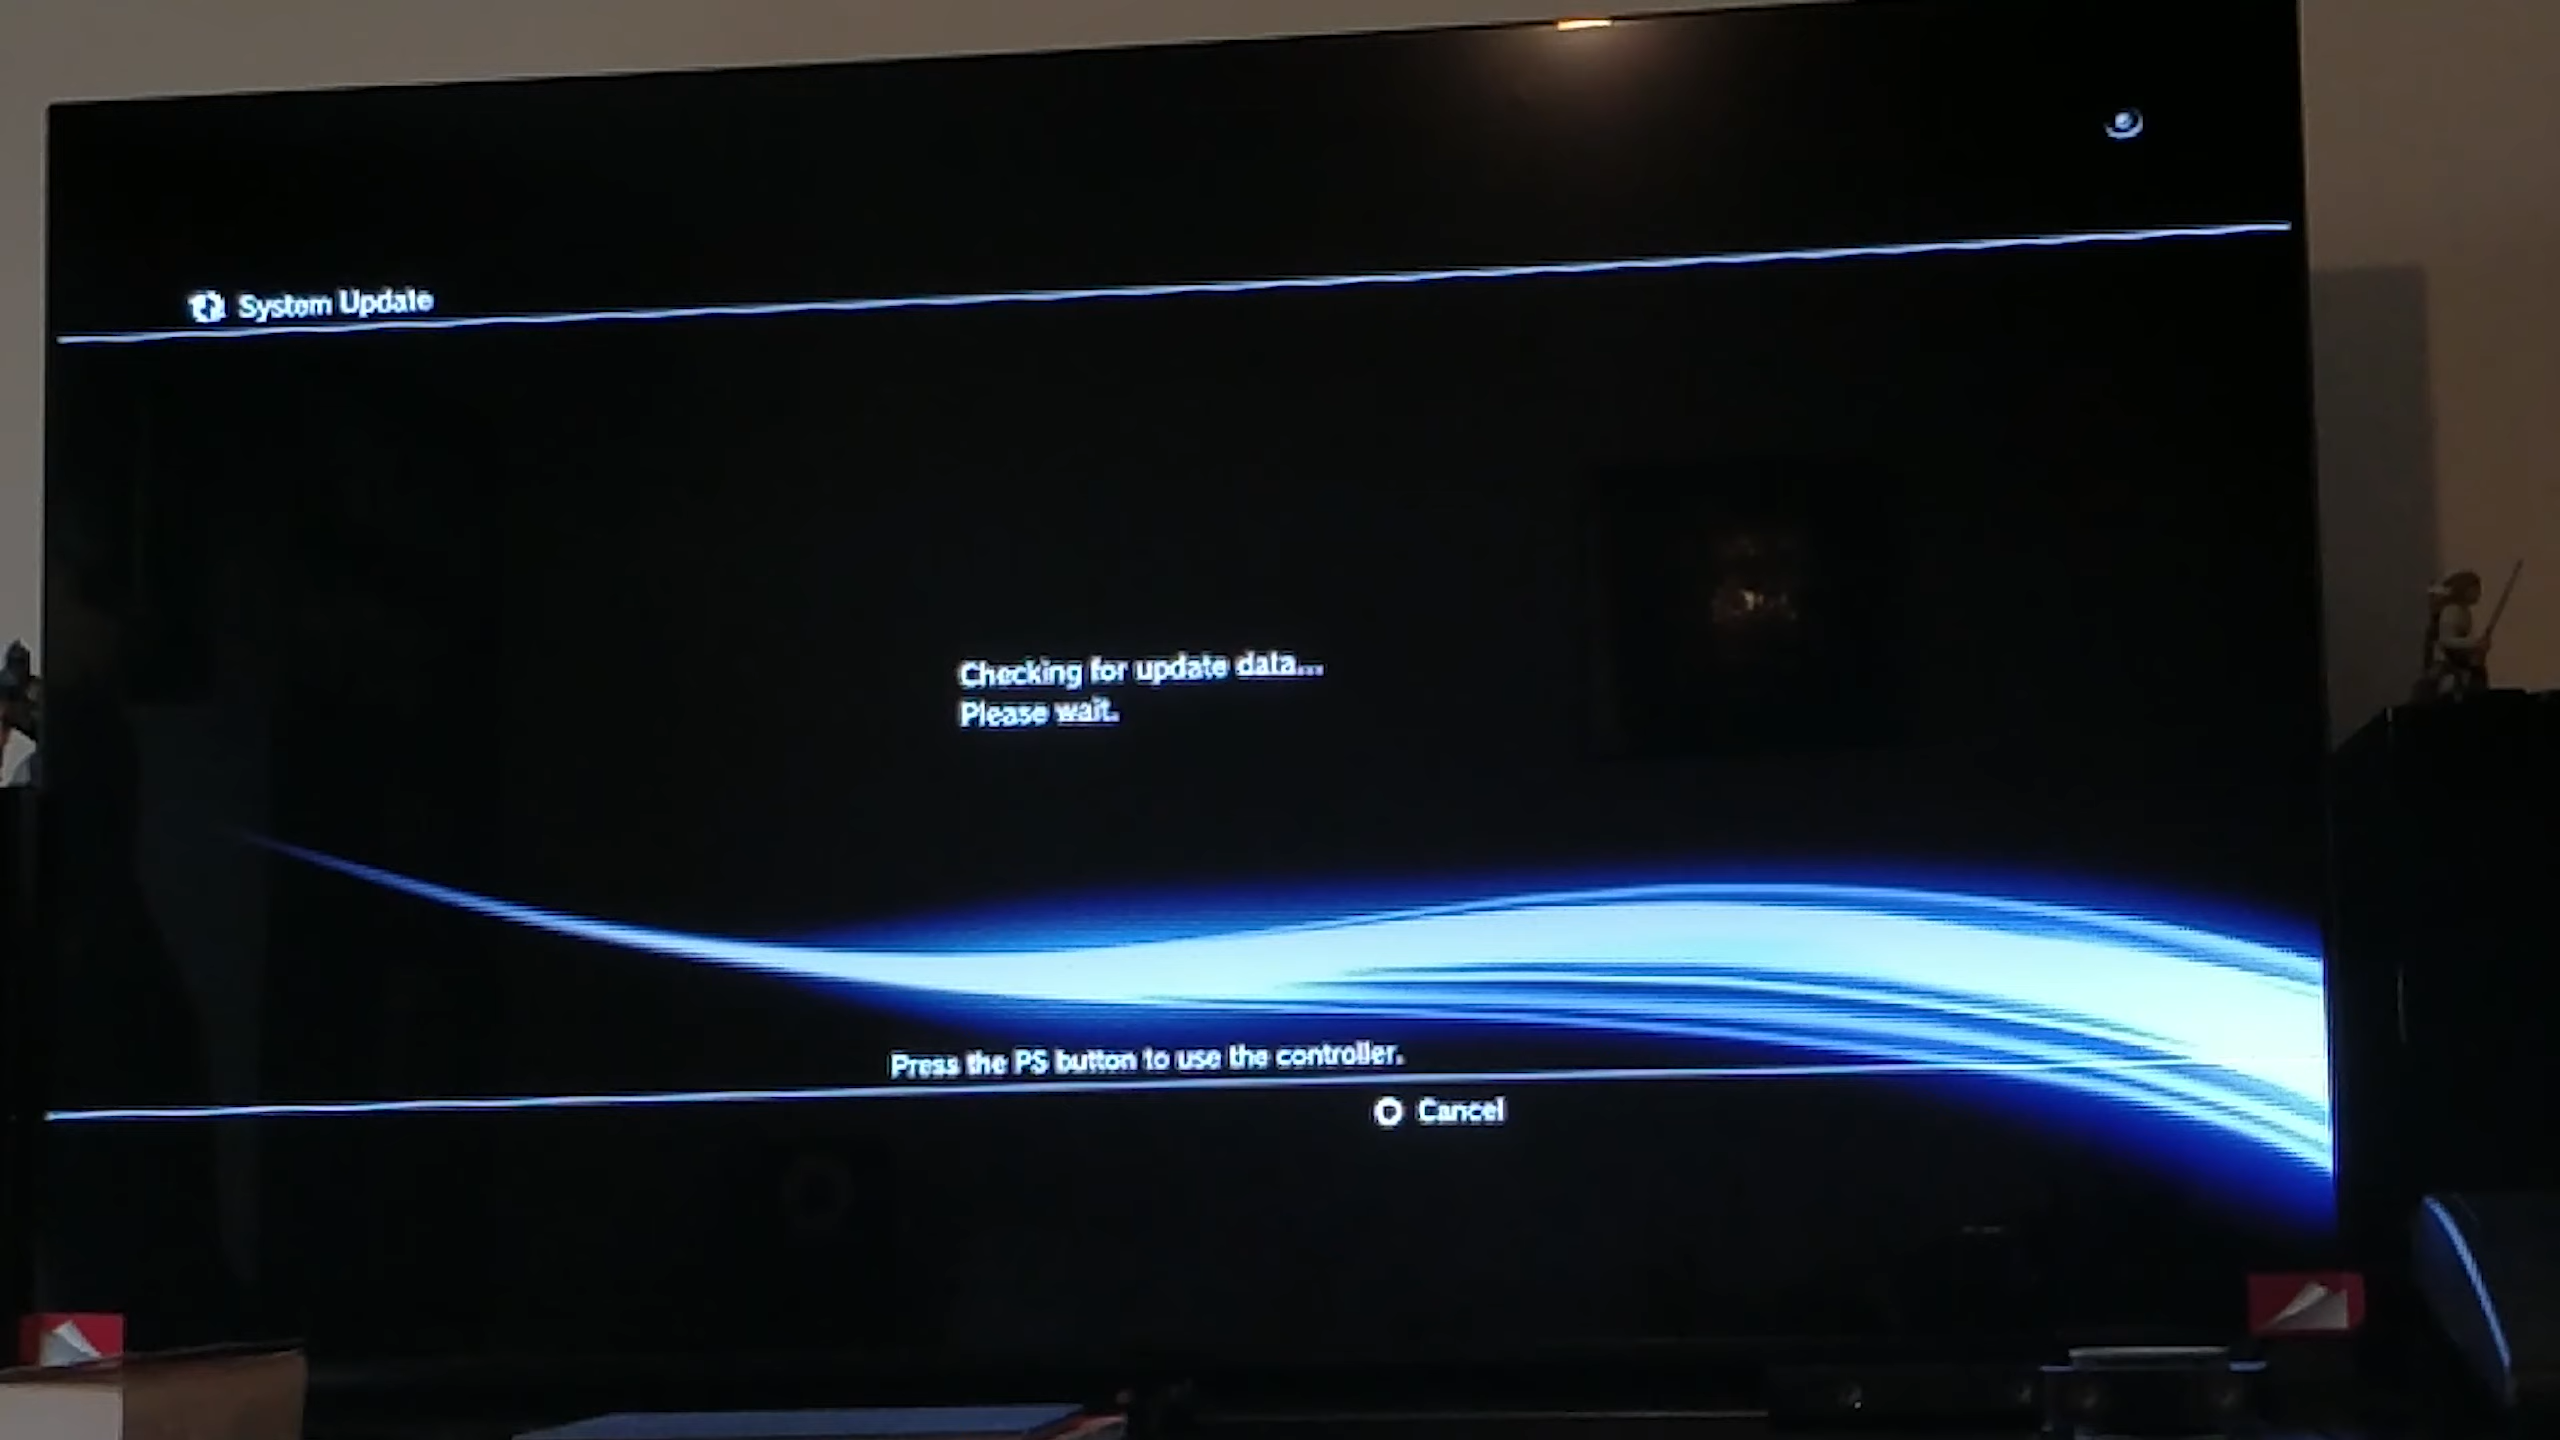 System Update
Checking for update data...
Please wait.
Press the PS button to use the controller.
Cancel